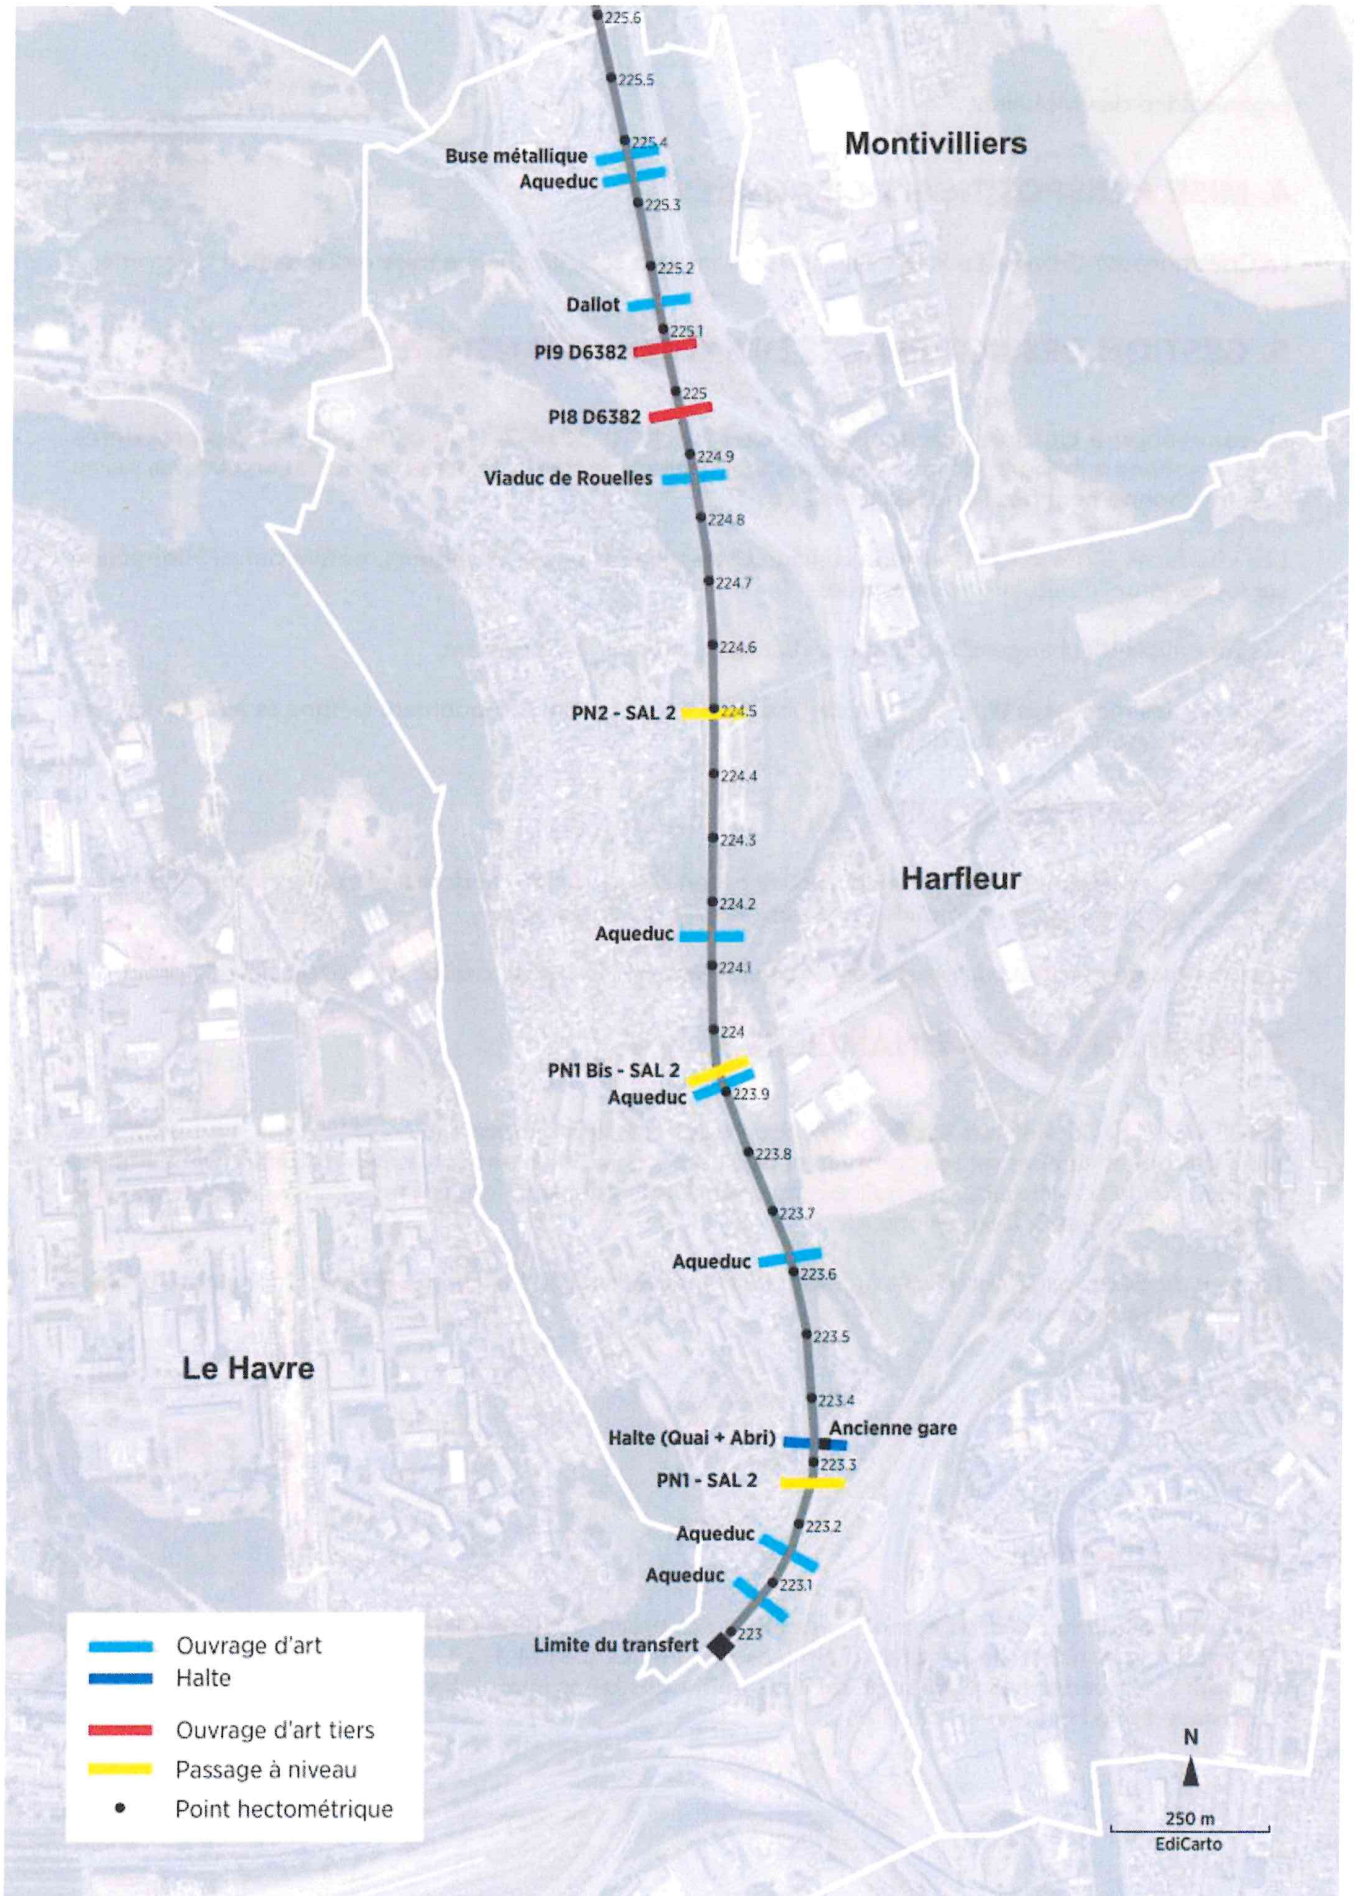 225.6
225.5
225.4
Montivilliers
Buse métallique
Aqueduc
225.3
225.2
Dallot
225.1
PI9 D6382
225
PI8 D6382
224.9
Viaduc de Rouelles
224.8
224.7
224.6
PN2 - SAL 2
224.5
224.4
224.3
Harfleur
224.2
Aqueduc
224.1
224
PN1 Bis - SAL 2
Aqueduc
223.9
223.8
223.7
Aqueduc
223.6
223.5
Le Havre
223.4
Ancienne gare
Halte (Quai + Abri)
223.3
PN1 - SAL 2
223.2
Aqueduc
Aqueduc
223.1
223
Limite du transfert
Ouvrage d'art
Halte
Ouvrage d'art tiers
Passage à niveau
Point hectométrique
N
250 m
EdiCarto